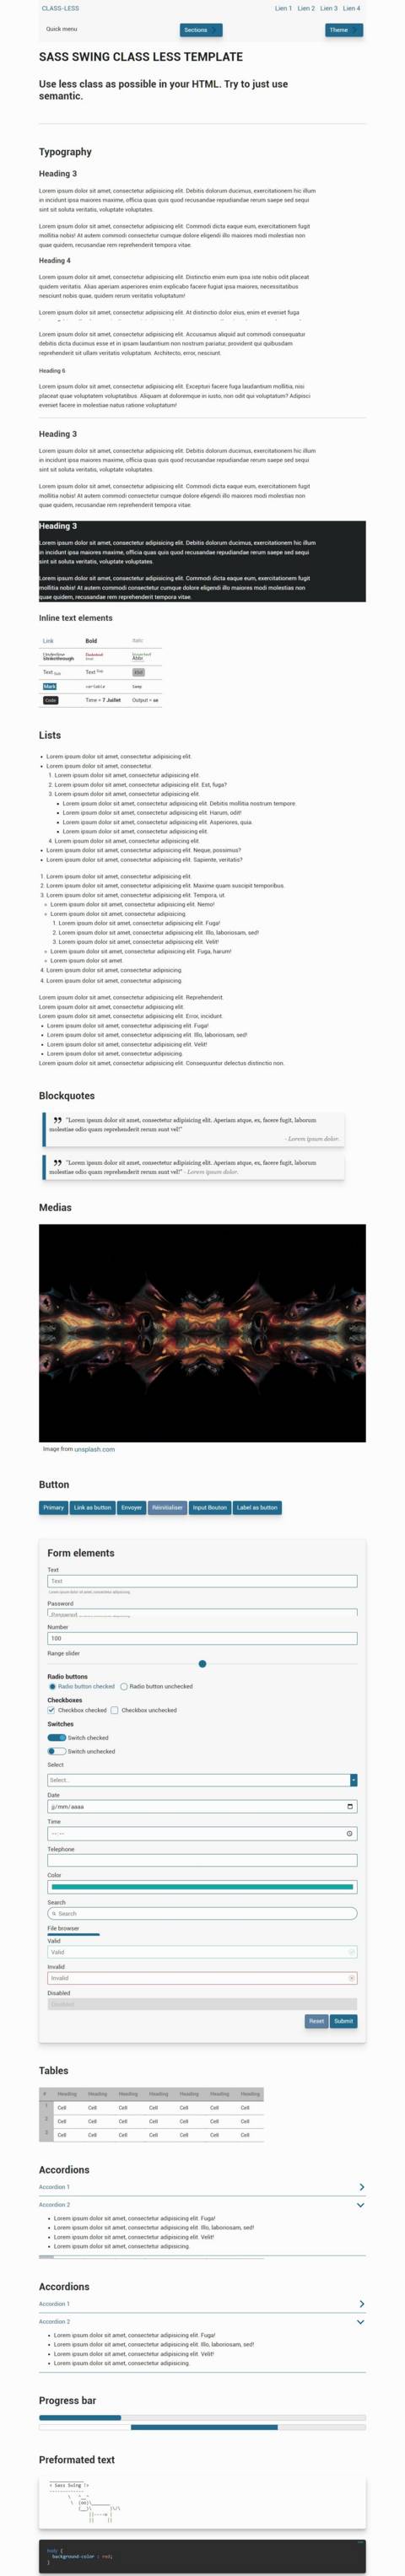 CLASS-LESS
Lien 1 Lien 2 Lien 3 Lien 4
Quick menu
Sections
Theme
SASS SWING CLASS LESS TEMPLATE
Use less class as possible in your HTML. Try to just use
semantic.
Typography
Heading 3
Lorem ipsum dolor sit amet, consectetur adipisicing elit. Debitis dolorum ducimus, exercitationem hic illum
in incidunt ipsa maiores maxime, officia quas quis quod recusandae repudiandae rerum saepe sed sequi
sint sit soluta veritatis, voluptate voluptates.
Lorem ipsum dolor sit amet, consectetur adipisicing elit. Commodi dicta eaque eum, exercitationem fugit
mollitia nobis! At autem commodi consectetur cumque dolore eligendi illo maiores modi molestias non
quae quidem, recusandae rem reprehenderit tempora vitae.
Heading 4
Lorem ipsum dolor sit amet, consectetur adipisicing elit. Distinctio enim eum ipsa iste nobis odit placeat
quidem veritatis. Alias aperiam asperiores enim explicabo facere fugiat ipsa maiores, necessitatibus
nesciunt nobis quae, quidem rerum veritatis voluptatum!
Lorem ipsum dolor sit amet, consectetur adipisicing elit. At distinctio dolor eius, enim et eveniet fuga
Lorem ipsum dolor sit amet, consectetur adipisicing elit. Accusamus aliquid aut commodi consequatur
debitis dicta ducimus esse et in ipsam laudantium non nostrum pariatur, provident qui quibusdam
reprehenderit sit ullam veritatis voluptatum. Architecto, error, nesciunt.
Heading 6
Lorem ipsum dolor sit amet, consectetur adipisicing elit. Excepturi facere fuga laudantium mollitia, nisi
placeat quae voluptatem voluptatibus. Aliquam at doloremque in iusto, non odit qui voluptatum? Adipisci
eveniet facere in molestiae natus ratione voluptatum!
Heading 3
Lorem ipsum dolor sit amet, consectetur adipisicing elit. Debitis dolorum ducimus, exercitationem hic illum
in incidunt ipsa maiores maxime, officia quas quis quod recusandae repudiandae rerum saepe sed sequi
sint sit soluta veritatis, voluptate voluptates.
Lorem ipsum dolor sit amet, consectetur adipisicing elit. Commodi dicta eaque eum, exercitationem fugit
mollitia nobis! At autem commodi consectetur cumque dolore eligendi illo maiores modi molestias non
quae quidem, recusandae rem reprehenderit tempora vitae.
Heading 3
Lorem ipsum dolor sit amet, consectetur adipisicing elit. Debitis dolorum ducimus, exercitationem hic illum
in incidunt ipsa maiores maxime, officia quas quis quod recusandae repudiandae rerum saepe sed sequi
sint sit soluta veritatis, voluptate voluptates.
Lorem ipsum dolor sit amet, consectetur adipisicing elit. Commodi dicta eaque eum, exercitationem fugit
mollitia nobis! At autem commodi consectetur cumque dolore eligendi illo maiores modi molestias non
quae quidem, recusandae rem reprehenderit tempora vitae.
Inline text elements
Link Bold Italic
Underline
Strikethrough Abbr.
Text Sub Text Sup
Mark variable Samp
Code Time = 7 Juillet Output = se
Lists
• Lorem ipsum dolor sit amet, consectetur adipisicing elit.
• Lorem ipsum dolor sit amet, consectetur.
1. Lorem ipsum dolor sit amet, consectetur adipisicing elit.
2. Lorem ipsum dolor sit amet, consectetur adipisicing elit. Est, fuga?
3. Lorem ipsum dolor sit amet, consectetur adipisicing elit.
• Lorem ipsum dolor sit amet, consectetur adipisicing elit. Debitis mollitia nostrum tempore.
• Lorem ipsum dolor sit amet, consectetur adipisicing elit. Harum, odit!
• Lorem ipsum dolor sit amet, consectetur adipisicing elit. Asperiores, quia.
• Lorem ipsum dolor sit amet, consectetur adipisicing elit.
4. Lorem ipsum dolor sit amet, consectetur adipisicing elit.
• Lorem ipsum dolor sit amet, consectetur adipisicing elit. Neque, possimus?
• Lorem ipsum dolor sit amet, consectetur adipisicing elit. Sapiente, veritatis?
1. Lorem ipsum dolor sit amet, consectetur adipisicing elit.
2. Lorem ipsum dolor sit amet, consectetur adipisicing elit. Maxime quam suscipit temporibus.
3. Lorem ipsum dolor sit amet, consectetur adipisicing elit. Tempora, ut.
Lorem ipsum dolor sit amet, consectetur adipisicing elit. Nemo!
Lorem ipsum dolor sit amet, consectetur adipisicing.
1. Lorem ipsum dolor sit amet, consectetur adipisicing elit. Fuga!
2. Lorem ipsum dolor sit amet, consectetur adipisicing elit. Illo, laboriosam, sed!
3. Lorem ipsum dolor sit amet, consectetur adipisicing elit. Velit!
Lorem ipsum dolor sit amet, consectetur adipisicing elit. Fuga, harum!
Lorem ipsum dolor sit amet.
4. Lorem ipsum dolor sit amet, consectetur adipisicing.
4. Lorem ipsum dolor sit amet, consectetur adipisicing.
Lorem ipsum dolor sit amet, consectetur adipisicing elit. Reprehenderit.
Lorem ipsum dolor sit amet, consectetur adipisicing elit.
Lorem ipsum dolor sit amet, consectetur adipisicing elit. Error, incidunt.
• Lorem ipsum dolor sit amet, consectetur adipisicing elit. Fuga!
• Lorem ipsum dolor sit amet, consectetur adipisicing elit. Illo, laboriosam, sed!
• Lorem ipsum dolor sit amet, consectetur adipisicing elit. Velit!
• Lorem ipsum dolor sit amet, consectetur adipisicing.
Lorem ipsum dolor sit amet, consectetur adipisicing elit. Consequuntur delectus distinctio non.
Blockquotes
"Lorem ipsum dolor sit amet, consectetur adipisicing elit. Aperiam atque, ex, facere fugit, laborum
molestiae odio quam reprehenderit rerum sunt vel!"
- Lorem ipsum dolor.
"Lorem ipsum dolor sit amet, consectetur adipisicing elit. Aperiam atque, ex, facere fugit, laborum
molestiae odio quam reprehenderit rerum sunt vel!" - Lorem ipsum dolor.
Medias
Image from unsplash.com
Button
Primary Link as button Envoyer Réinitialiser Input Bouton Label as button
Form elements
Text
Text
Lorem ipsum dolor sit amet, consectetur adipisicing.
Password
Password
Number
100
Range slider
Radio buttons
Radio button checked Radio button unchecked
Checkboxes
Checkbox checked Checkbox unchecked
Switches
Switch checked
Switch unchecked
Select
Select...
Date
jj/mm/aaaa
Time
--:--
Telephone
Color
Search
Search
File browser
Valid
Valid
Invalid
Invalid
Disabled
Disabled
Reset Submit
Tables
# Heading Heading Heading Heading Heading Heading Heading
1 Cell Cell Cell Cell Cell Cell Cell
2 Cell Cell Cell Cell Cell Cell Cell
3 Cell Cell Cell Cell Cell Cell Cell
Accordions
Accordion 1
Accordion 2
• Lorem ipsum dolor sit amet, consectetur adipisicing elit. Fuga!
• Lorem ipsum dolor sit amet, consectetur adipisicing elit. Illo, laboriosam, sed!
• Lorem ipsum dolor sit amet, consectetur adipisicing elit. Velit!
• Lorem ipsum dolor sit amet, consectetur adipisicing.
Accordions
Accordion 1
Accordion 2
• Lorem ipsum dolor sit amet, consectetur adipisicing elit. Fuga!
• Lorem ipsum dolor sit amet, consectetur adipisicing elit. Illo, laboriosam, sed!
• Lorem ipsum dolor sit amet, consectetur adipisicing elit. Velit!
• Lorem ipsum dolor sit amet, consectetur adipisicing.
Progress bar
Preformated text
< Sass Swing !>
body {
background-color : red;
}